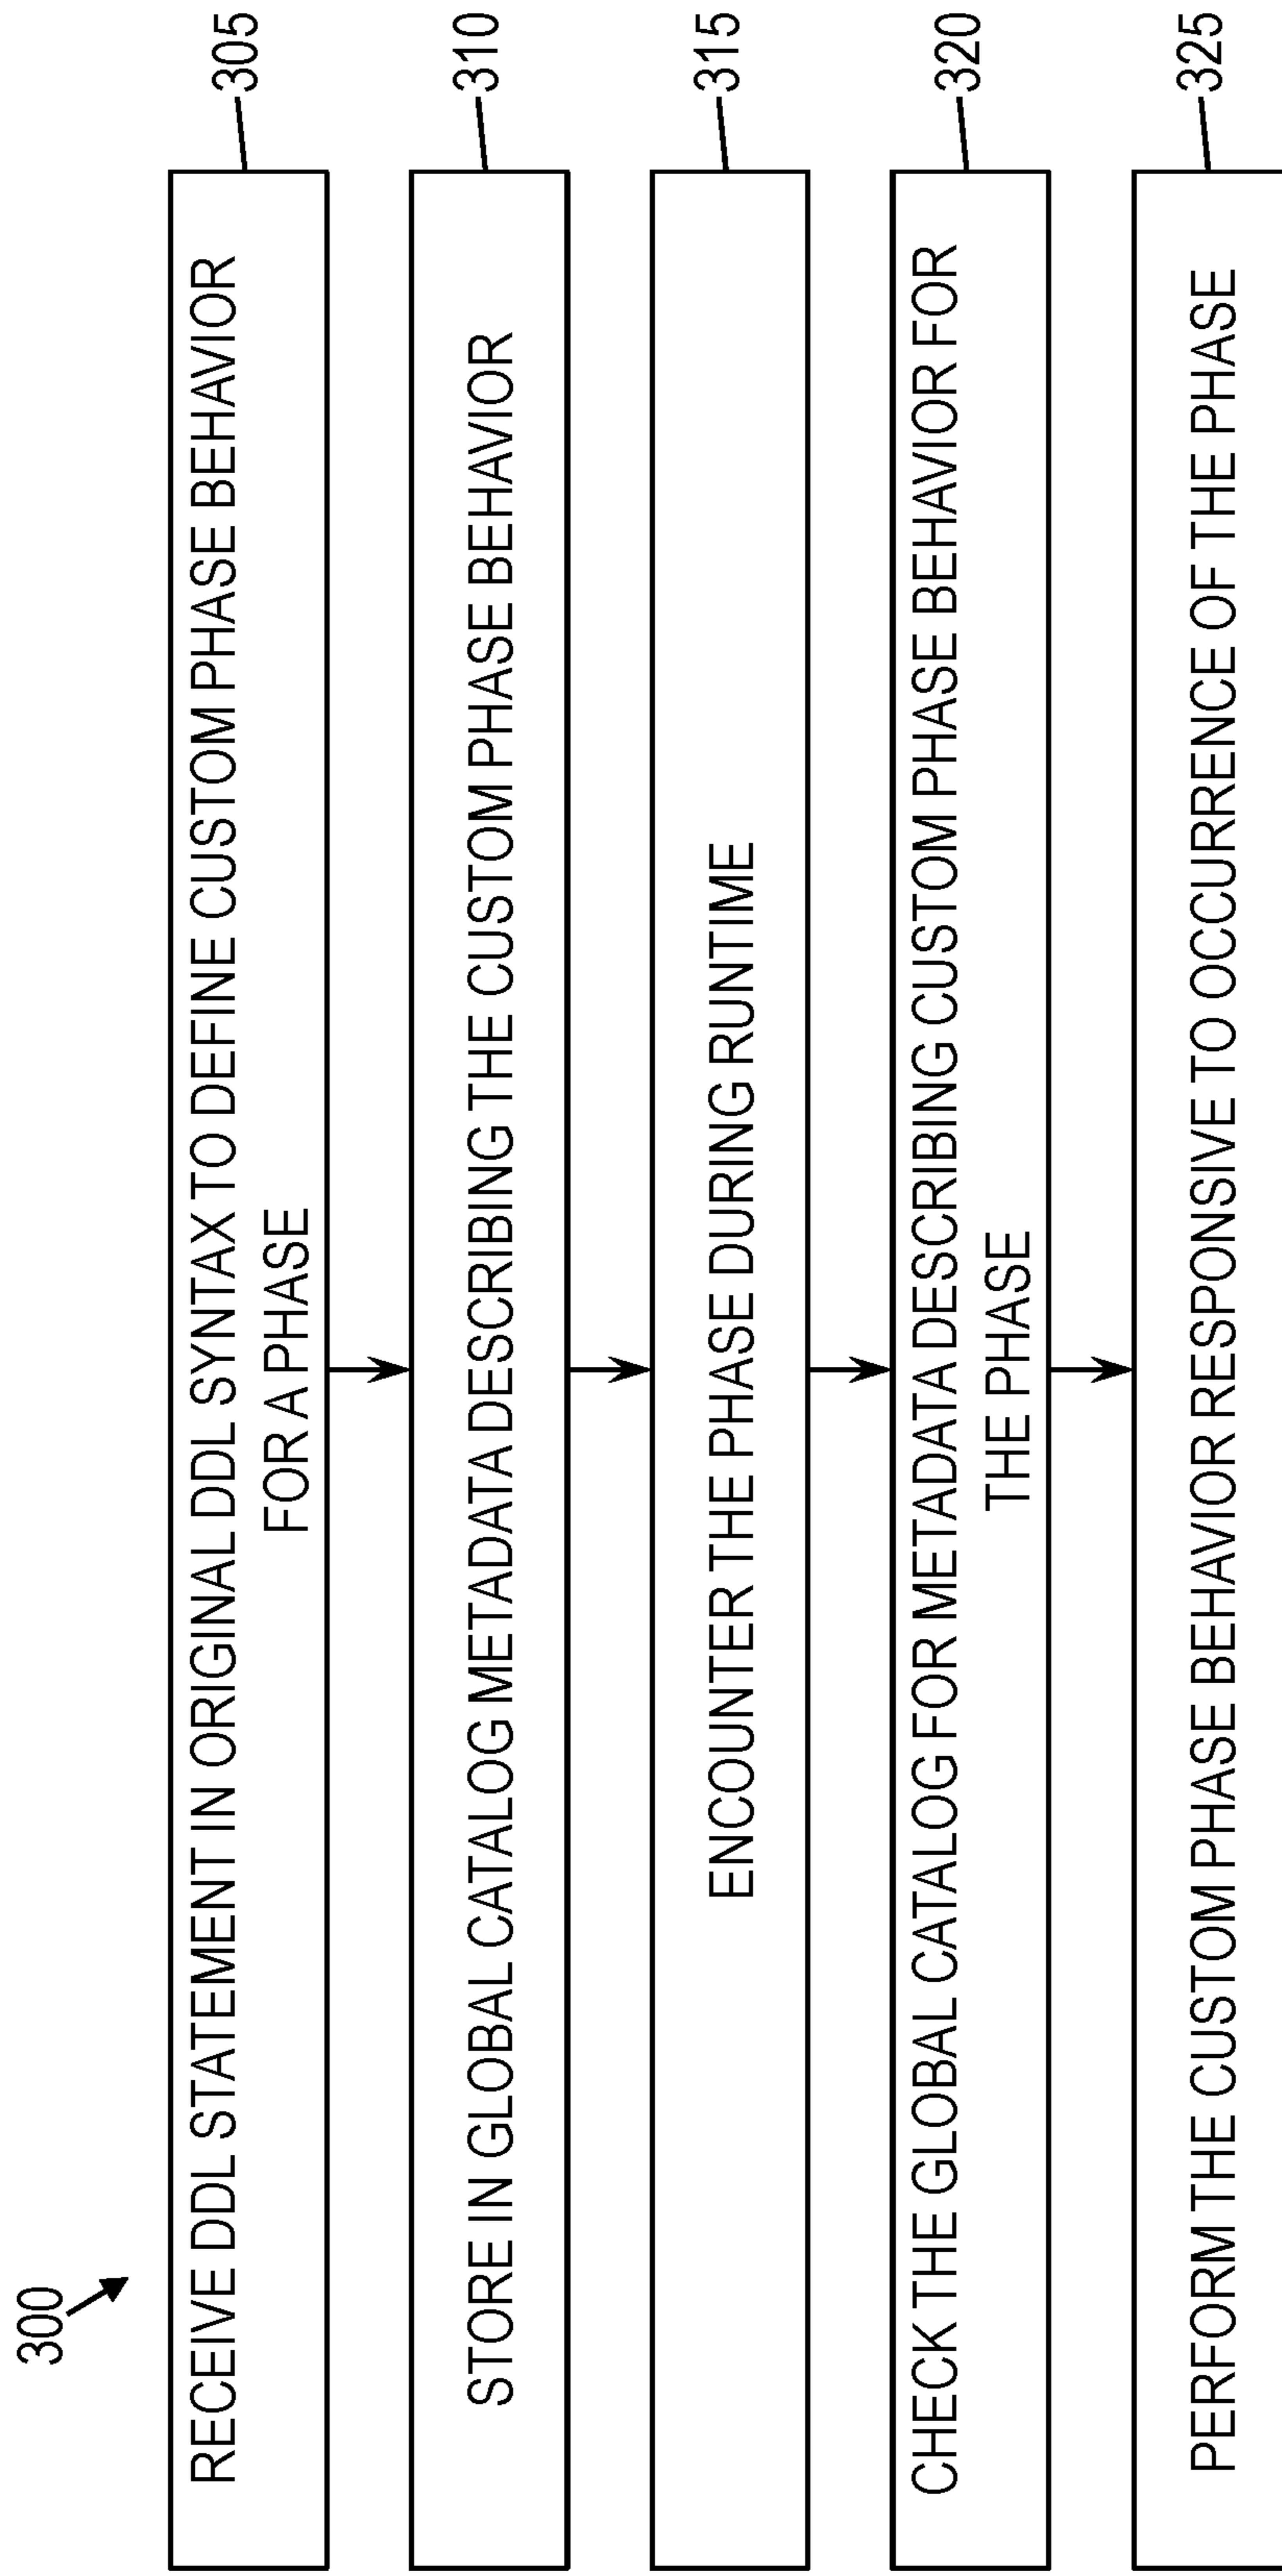 300
RECEIVE DDL STATEMENT IN ORIGINAL DDL SYNTAX TO DEFINE CUSTOM PHASE BEHAVIOR
FOR A PHASE
305
STORE IN GLOBAL CATALOG METADATA DESCRIBING THE CUSTOM PHASE BEHAVIOR
310
ENCOUNTER THE PHASE DURING RUNTIME
315
CHECK THE GLOBAL CATALOG FOR METADATA DESCRIBING CUSTOM PHASE BEHAVIOR FOR
THE PHASE
320
PERFORM THE CUSTOM PHASE BEHAVIOR RESPONSIVE TO OCCURRENCE OF THE PHASE
325